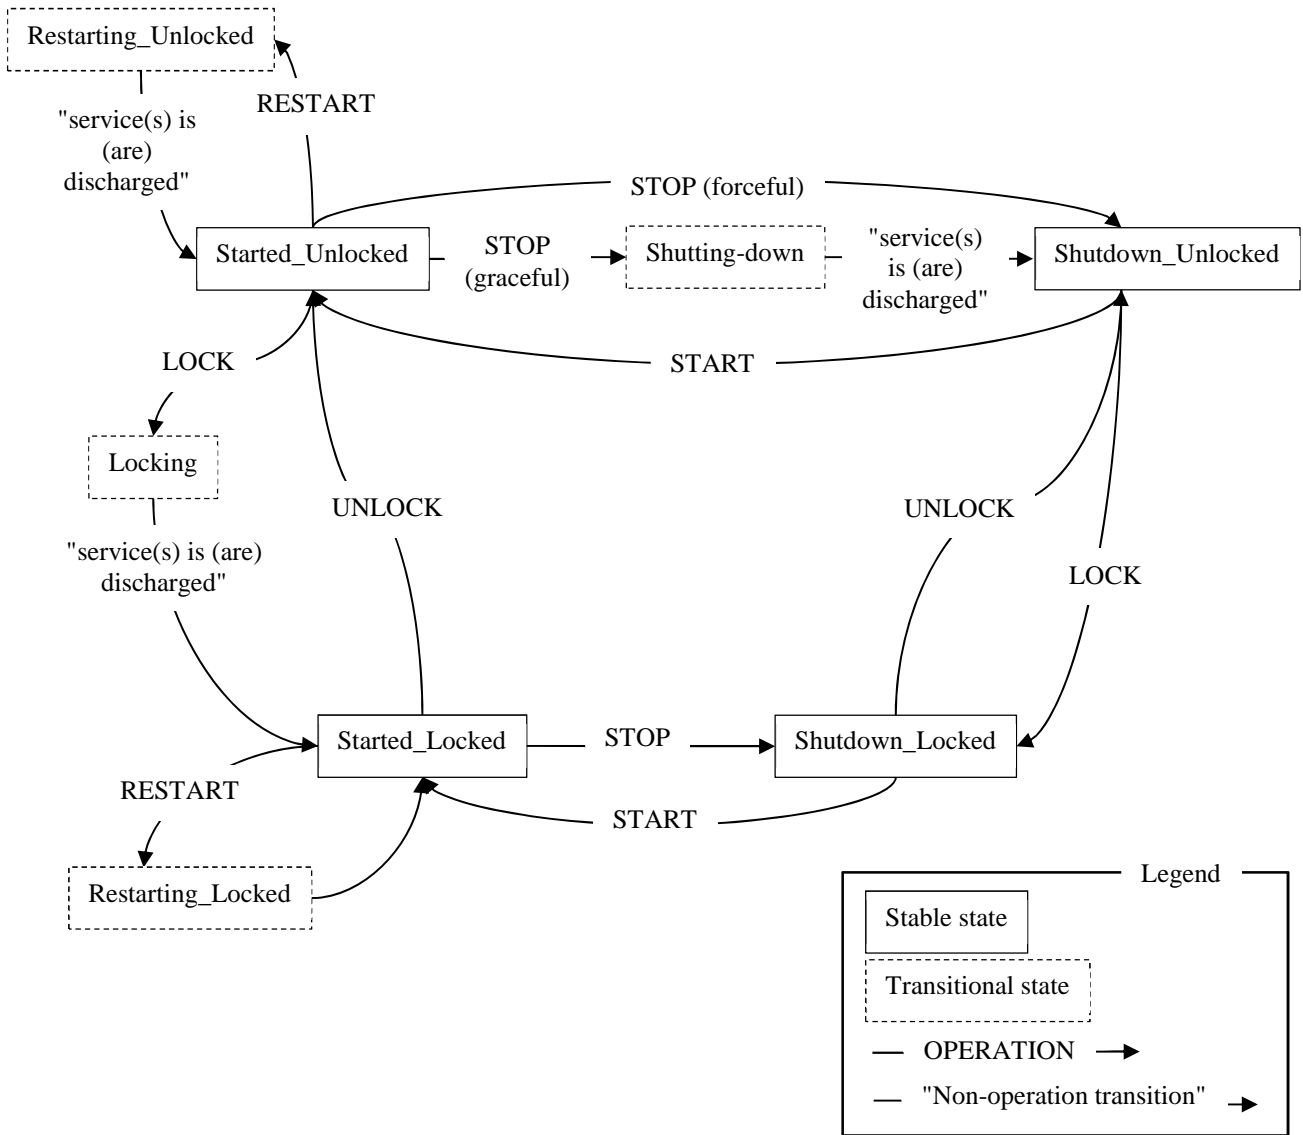 Restarting_Unlocked
RESTART
"service(s) is
(are)
discharged"
STOP (forceful)
Started_Unlocked
STOP
(graceful)
Shutting-down
"service(s)
is (are)
discharged"
Shutdown_Unlocked
LOCK
START
Locking
UNLOCK
UNLOCK
"service(s) is (are)
discharged"
LOCK
Started_Locked
STOP
Shutdown_Locked
RESTART
START
Restarting_Locked
Legend
Stable state
Transitional state
OPERATION
"Non-operation transition"